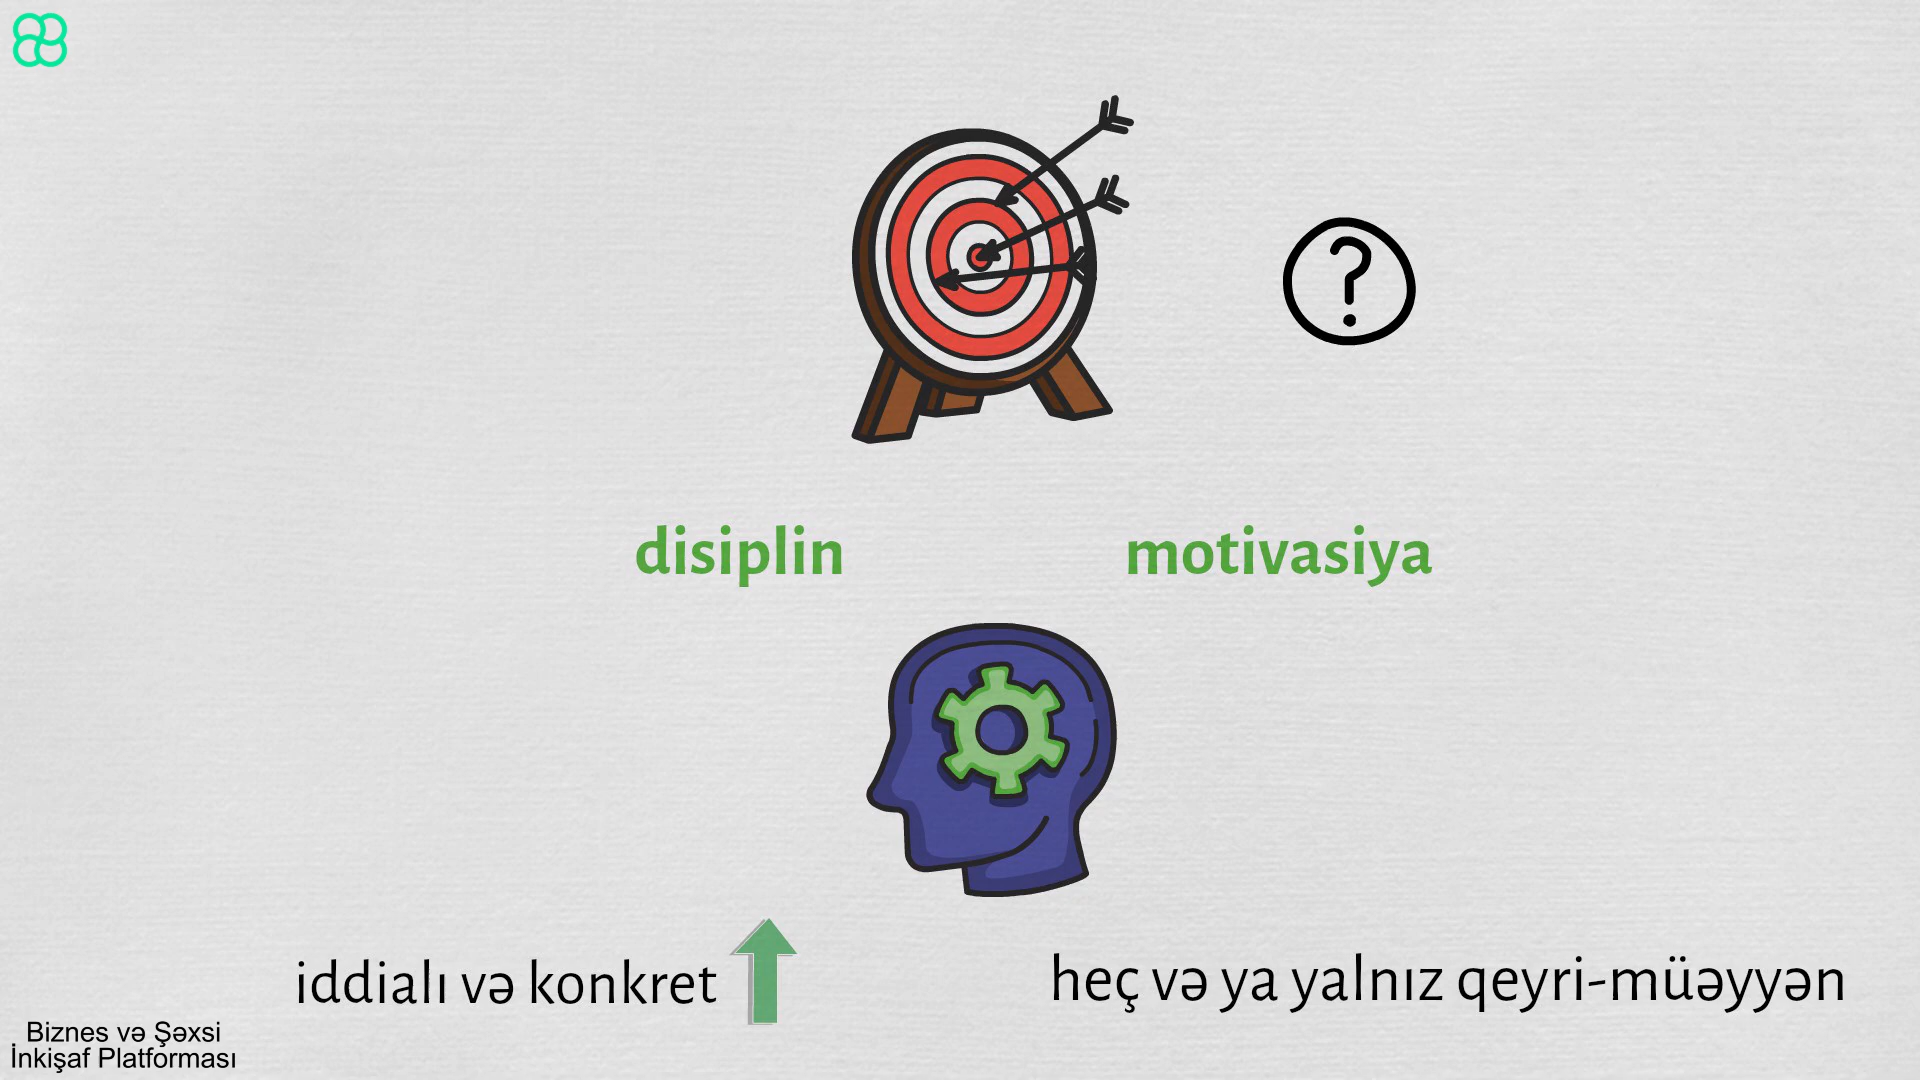 ?
disiplin
motivasiya
iddialı və konkret
heç və ya yalnız qeyri-müəyyən
Biznes və Şəxsi
İnkişaf Platforması